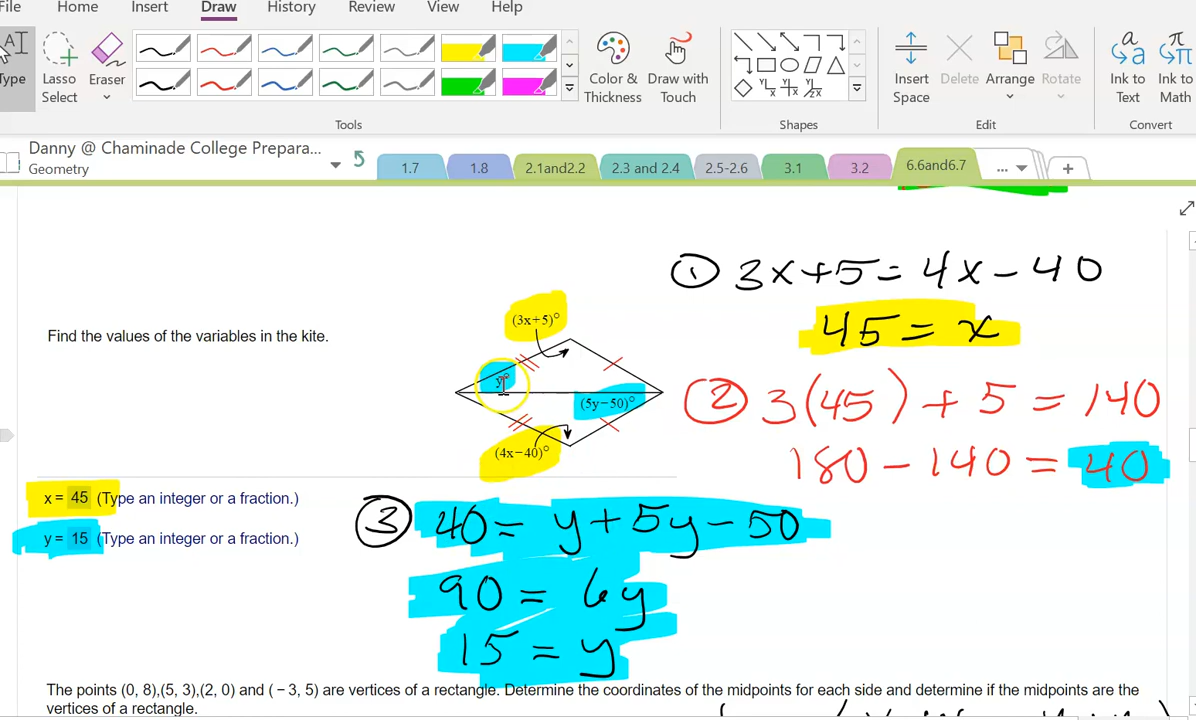 File Home Insert Draw History Review View Help
Type
Lasso Select
Eraser
Color & Thickness
Draw with Touch
Insert Space
Delete
Arrange
Rotate
Ink to Text
Ink to Math
Tools
Shapes
Edit
Convert
Danny @ Chaminade College Prepara...
Geometry
1.7 1.8 2.1and2.2 2.3 and 2.4 2.5-2.6 3.1 3.2 6.6and6.7 ... +
① 3x+5 = 4x-40
45 = x
Find the values of the variables in the kite.
(3x+5)°
y°
(5y-50)°
(4x-40)°
② 3(45) + 5 = 140
180 - 140 = 40
x = 45 (Type an integer or a fraction.)
y = 15 (Type an integer or a fraction.)
③ 40 = y + 5y - 50
90 = 6y
15 = y
The points (0, 8),(5, 3),(2, 0) and (-3, 5) are vertices of a rectangle. Determine the coordinates of the midpoints for each side and determine if the midpoints are the
vertices of a rectangle.